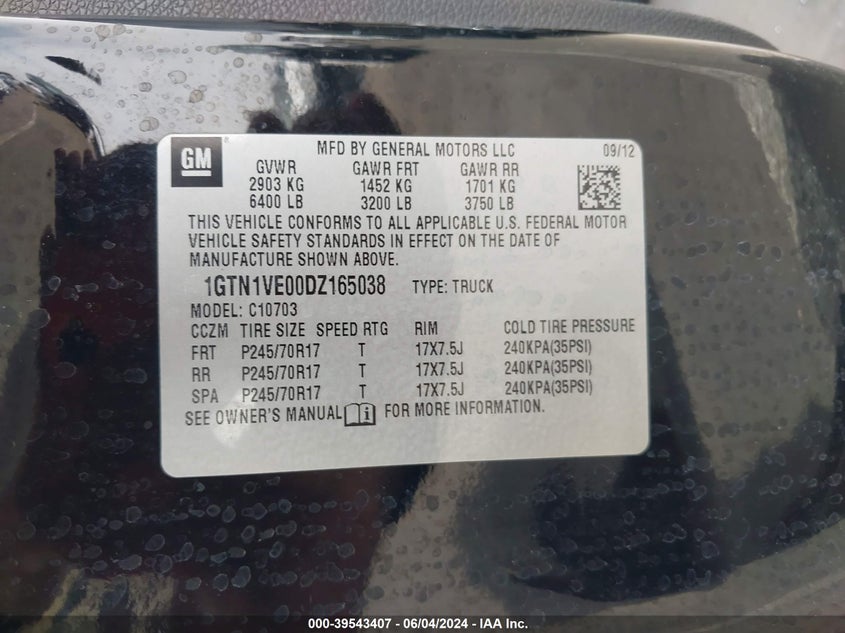 GM
MFD BY GENERAL MOTORS LLC 09/12
GVWR GAWR FRT GAWR RR
2903 KG 1452 KG 1701 KG
6400 LB 3200 LB 3750 LB
THIS VEHICLE CONFORMS TO ALL APPLICABLE U.S. FEDERAL MOTOR
VEHICLE SAFETY STANDARDS IN EFFECT ON THE DATE OF
MANUFACTURE SHOWN ABOVE.
1GTN1VE00DZ165038 TYPE: TRUCK
MODEL: C10703
CCZM TIRE SIZE SPEED RTG RIM COLD TIRE PRESSURE
FRT P245/70R17 T 17X7.5J 240KPA(35PSI)
RR P245/70R17 T 17X7.5J 240KPA(35PSI)
SPA P245/70R17 T 17X7.5J 240KPA(35PSI)
SEE OWNER'S MANUAL i FOR MORE INFORMATION.
000-39543407 - 06/04/2024 - IAA Inc.